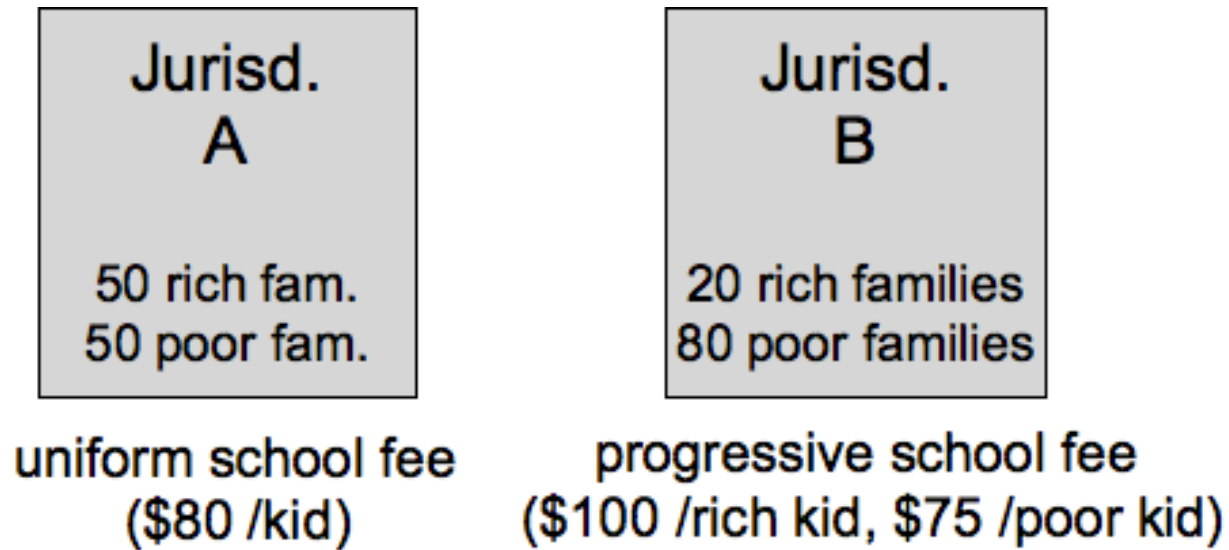 Jurisd.
A
50 rich fam.
50 poor fam.
uniform school fee
($80 /kid)
Jurisd.
B
20 rich families
80 poor families
progressive school fee
($100 /rich kid, $75 /poor kid)